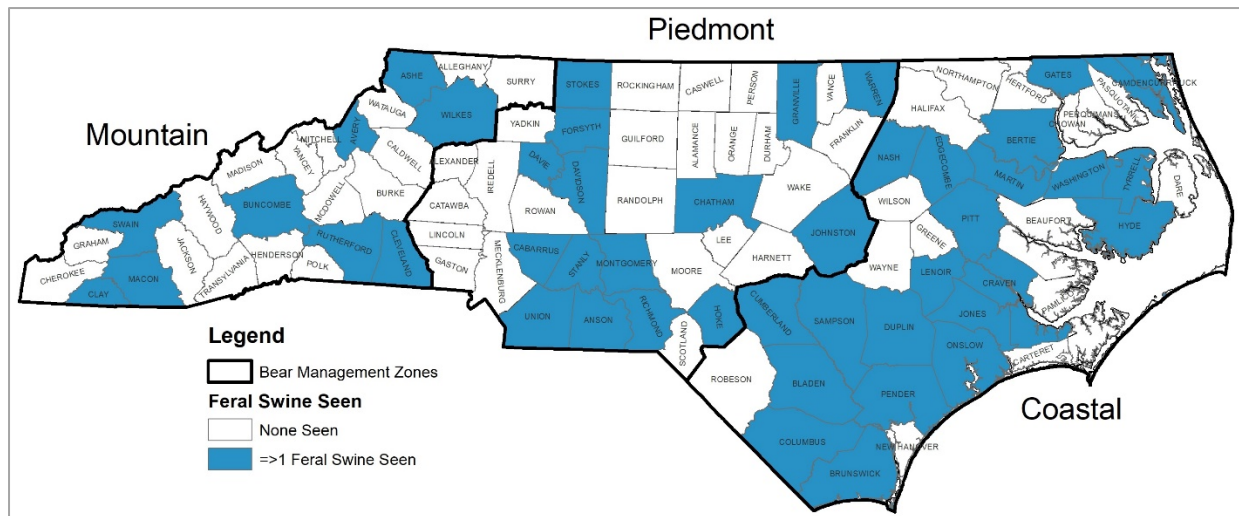 Piedmont
Mountain
Coastal
ASHE
ALLEGHANY
SURRY
STOKES
ROCKINGHAM
CASWELL
PERSON
GRANVILLE
VANCE
WARREN
NORTHAMPTON
HERTFORD
GATES
CAMDEN
CURRITUCK
PASQUOTANK
PERQUIMANS
CHOWAN
HALIFAX
WATAUGA
WILKES
YADKIN
FORSYTH
GUILFORD
ALAMANCE
ORANGE
DURHAM
FRANKLIN
NASH
EDGECOMBE
BERTIE
MARTIN
WASHINGTON
TYRRELL
DARE
MITCHELL
AVERY
YANCEY
CALDWELL
ALEXANDER
IREDELL
DAVIE
DAVIDSON
RANDOLPH
CHATHAM
WAKE
WILSON
PITT
BEAUFORT
HYDE
MADISON
MCDOWELL
BURKE
CATAWBA
ROWAN
SWAIN
HAYWOOD
BUNCOMBE
RUTHERFORD
CLEVELAND
LINCOLN
GASTON
MECKLENBURG
CABARRUS
STANLY
MONTGOMERY
MOORE
LEE
HARNETT
JOHNSTON
WAYNE
GREENE
LENOIR
CRAVEN
PAMLICO
GRAHAM
CHEROKEE
CLAY
MACON
JACKSON
TRANSYLVANIA
HENDERSON
POLK
UNION
ANSON
RICHMOND
SCOTLAND
HOKE
CUMBERLAND
SAMPSON
DUPLIN
JONES
ONSLOW
CARTERET
ROBESON
BLADEN
PENDER
COLUMBUS
NEW HANOVER
BRUNSWICK
Legend
Bear Management Zones
Feral Swine Seen
None Seen
=>1 Feral Swine Seen